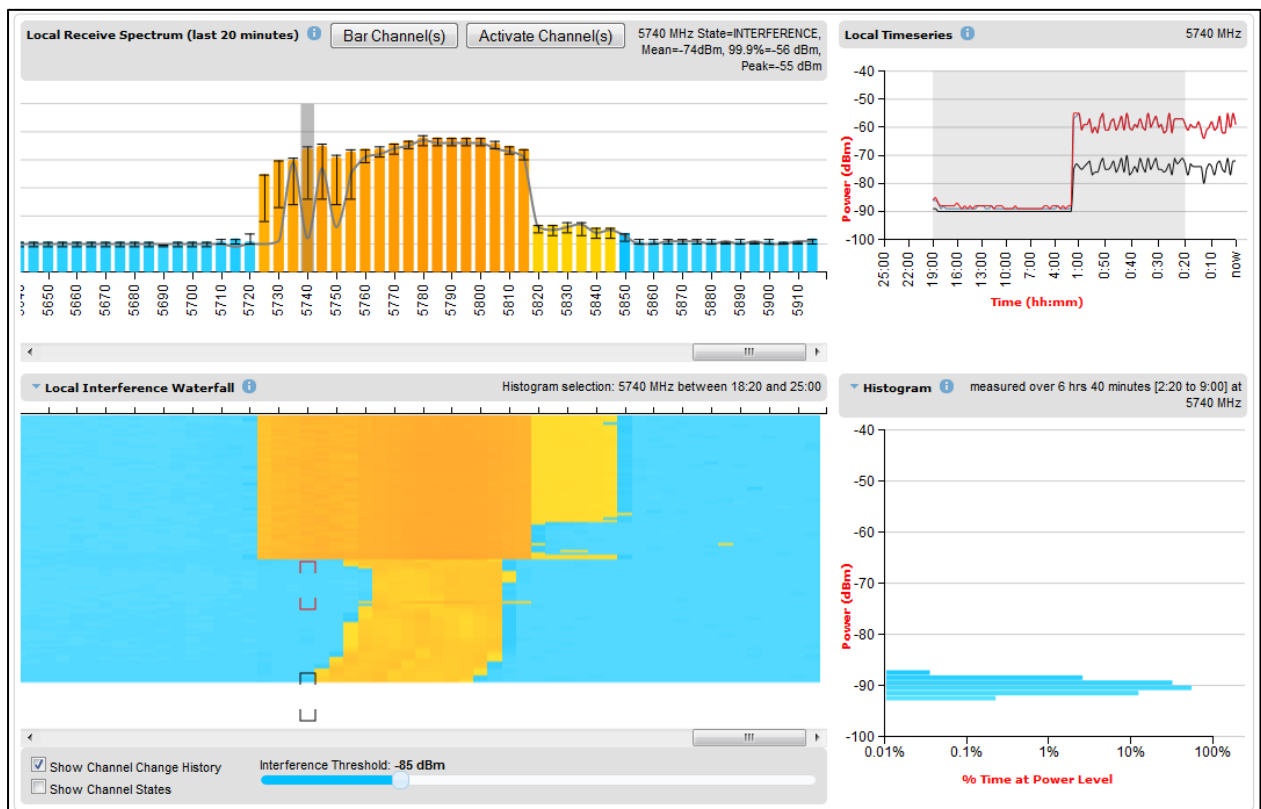 Local Receive Spectrum (last 20 minutes)
Bar Channel(s)
Activate Channel(s)
5740 MHz State=INTERFERENCE,
Mean=-74dBm, 99.9%=-56 dBm,
Peak=-55 dBm
5650
5660
5670
5680
5690
5700
5710
5720
5730
5740
5750
5760
5770
5780
5790
5800
5810
5820
5830
5840
5850
5860
5870
5880
5890
5900
5910
Local Timeseries
5740 MHz
-40
-50
-60
-70
-80
-90
-100
Power (dBm)
25:00
22:00
19:00
16:00
13:00
10:00
7:00
4:00
1:00
0:50
0:40
0:30
0:20
0:10
now
Time (hh:mm)
Local Interference Waterfall
Histogram selection: 5740 MHz between 18:20 and 25:00
Histogram
measured over 6 hrs 40 minutes [2:20 to 9:00] at
5740 MHz
-40
-50
-60
-70
-80
-90
-100
Power (dBm)
0.01%
0.1%
1%
10%
100%
% Time at Power Level
Show Channel Change History
Show Channel States
Interference Threshold: -85 dBm